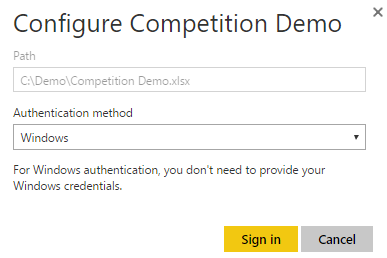 Configure Competition Demo
Path
C:\Demo\Competition Demo.xlsx
Authentication method
Windows
For Windows authentication, you don't need to provide your
Windows credentials.
Sign in Cancel